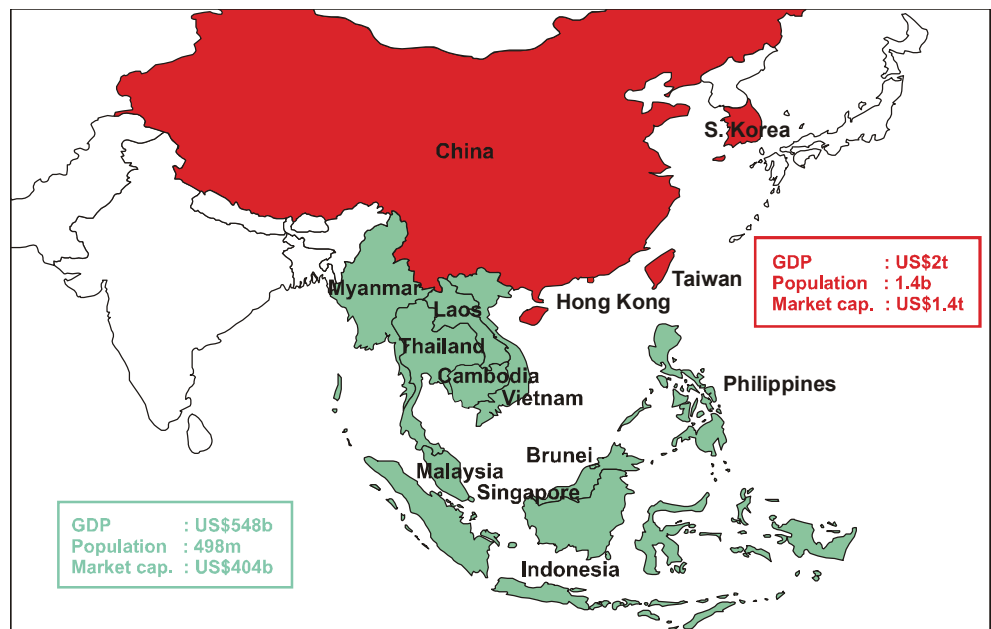 S. Korea
China
GDP : US$2t
Population : 1.4b
Market cap. : US$1.4t
Taiwan
Hong Kong
Myanmar
Laos
Thailand
Cambodia
Vietnam
Philippines
Brunei
Malaysia
Singapore
GDP : US$548b
Population : 498m
Market cap. : US$404b
Indonesia